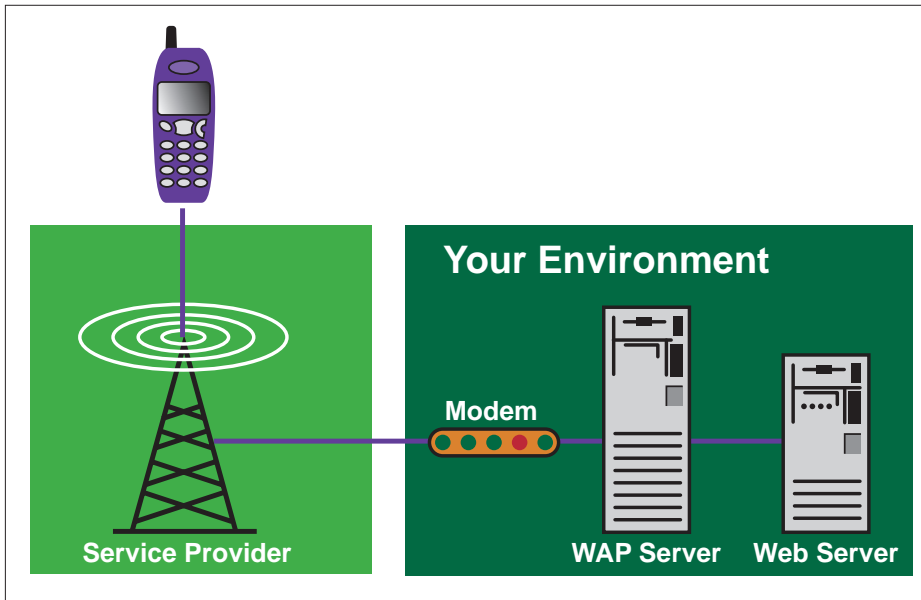 Your Environment
Modem
Service Provider
WAP Server
Web Server